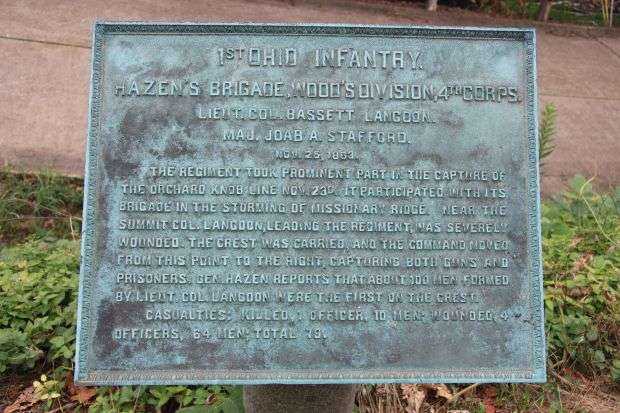 1ST OHIO INFANTRY.
HAZEN'S BRIGADE, WOOD'S DIVISION, 4TH CORPS.
LIEUT. COL. BASSETT LANGDON.
MAJ. JOAB A. STAFFORD.
NOV. 25, 1863.
THE REGIMENT TOOK PROMINENT PART IN THE CAPTURE OF
THE ORCHARD KNOB LINE NOV. 23D. IT PARTICIPATED WITH ITS
BRIGADE IN THE STORMING OF MISSIONARY RIDGE. NEAR THE
SUMMIT COL. LANGDON, LEADING THE REGIMENT, WAS SEVERELY
WOUNDED. THE CREST WAS CARRIED, AND THE COMMAND MOVED
FROM THIS POINT TO THE RIGHT, CAPTURING BOTH GUNS AND
PRISONERS. GEN. HAZEN REPORTS THAT ABOUT 100 MEN FORMED
BY LIEUT. COL. LANGDON WERE THE FIRST ON THE CREST.
CASUALTIES: KILLED, 1 OFFICER, 10 MEN; WOUNDED, 4
OFFICERS, 64 MEN; TOTAL 79.